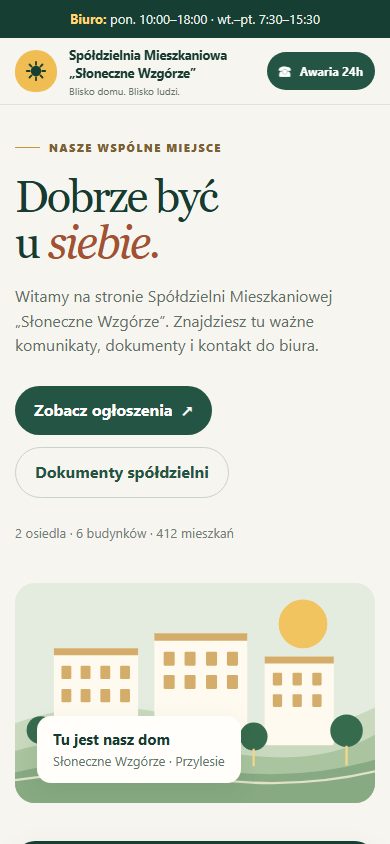 Biuro: pon. 10:00–18:00 · wt.–pt. 7:30–15:30
Spółdzielnia Mieszkaniowa
„Słoneczne Wzgórze”
Blisko domu. Blisko ludzi.
☎ Awaria 24h
NASZE WSPÓLNE MIEJSCE
Dobrze być
u siebie.
Witamy na stronie Spółdzielni Mieszkaniowej
„Słoneczne Wzgórze”. Znajdziesz tu ważne
komunikaty, dokumenty i kontakt do biura.
Zobacz ogłoszenia ↗
Dokumenty spółdzielni
2 osiedla · 6 budynków · 412 mieszkań
Tu jest nasz dom
Słoneczne Wzgórze · Przylesie